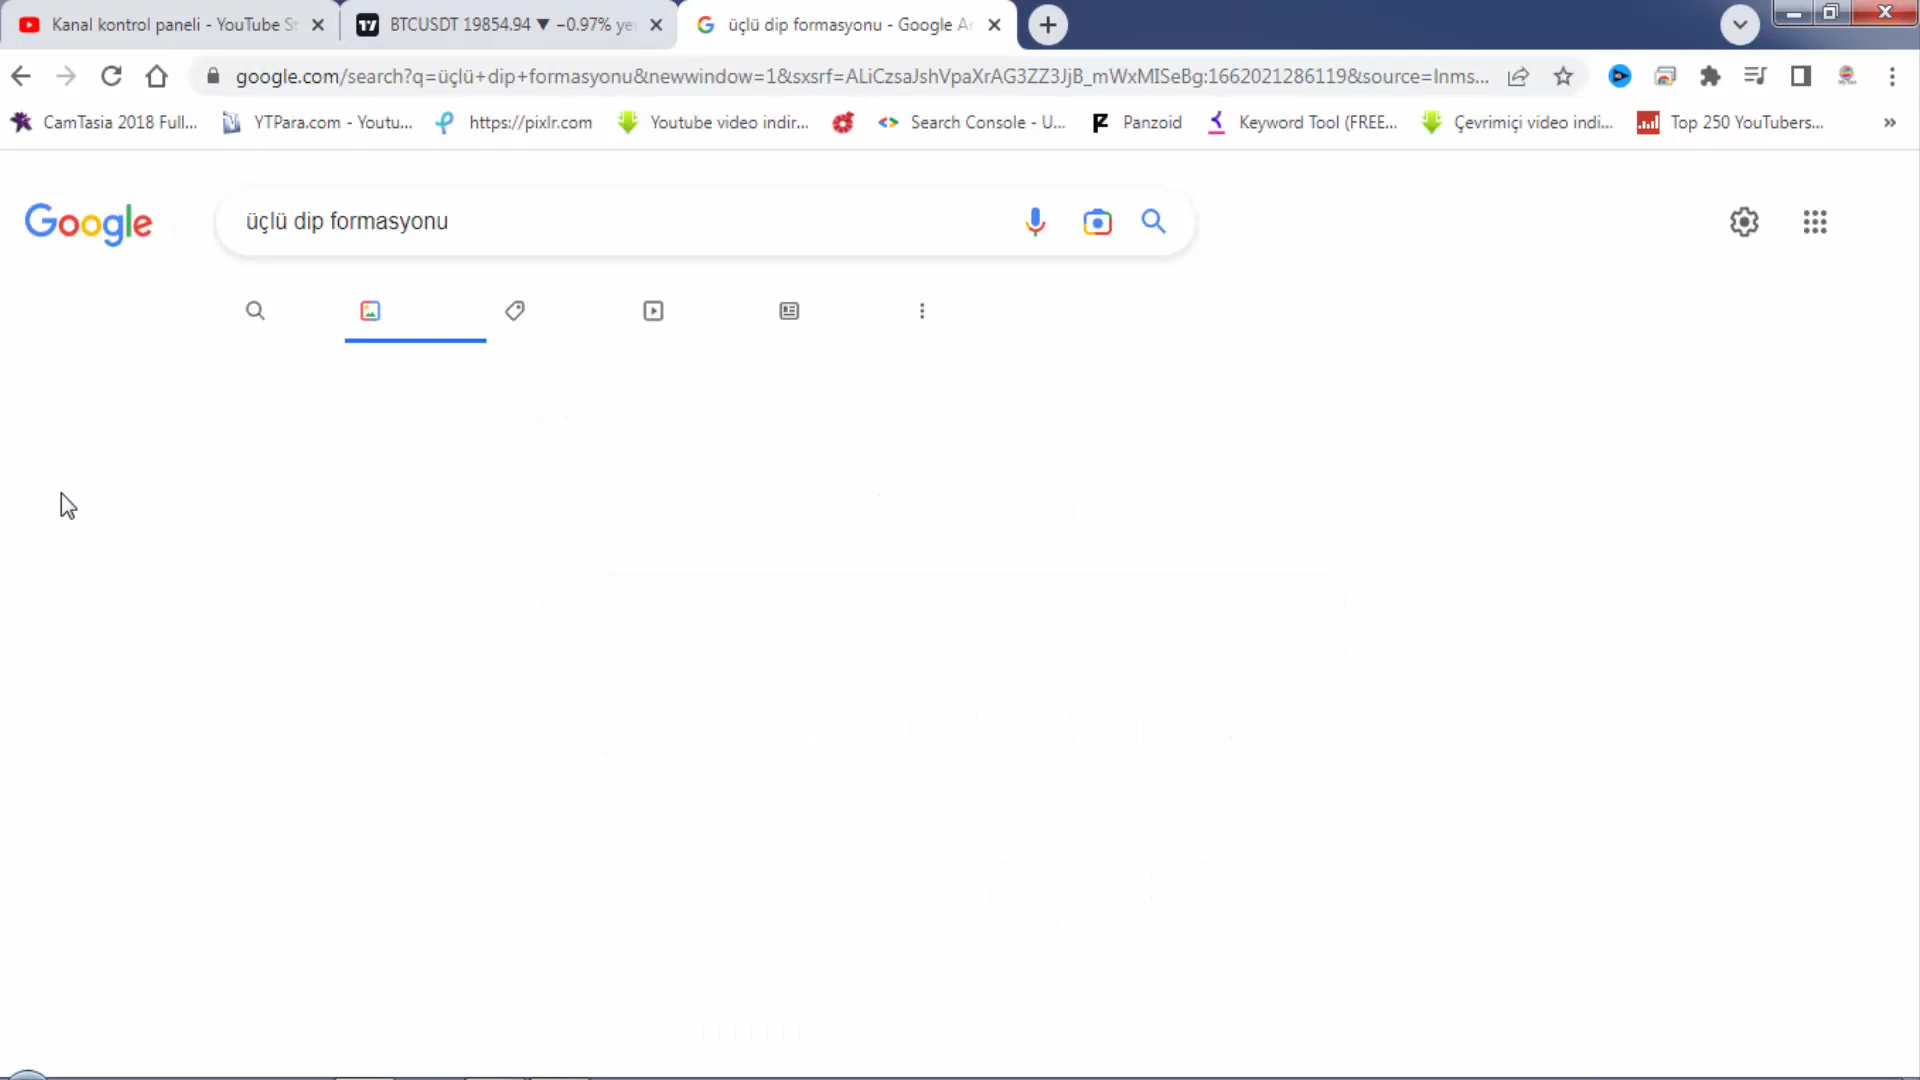 Kanal kontrol paneli - YouTube St
BTCUSDT 19854.94 ▼ −0.97% ye
üçlü dip formasyonu - Google Ar
google.com/search?q=üçlü+dip+formasyonu&newwindow=1&sxsrf=ALiCzsaJshVpaXrAG3ZZ3JjB_mWxMISeBg:1662021286119&source=lnms...
CamTasia 2018 Full...
YTPara.com - Youtu...
https://pixlr.com
Youtube video indir...
Search Console - U...
Panzoid
Keyword Tool (FREE...
Çevrimiçi video indi...
Top 250 YouTubers...
»
Google
üçlü dip formasyonu